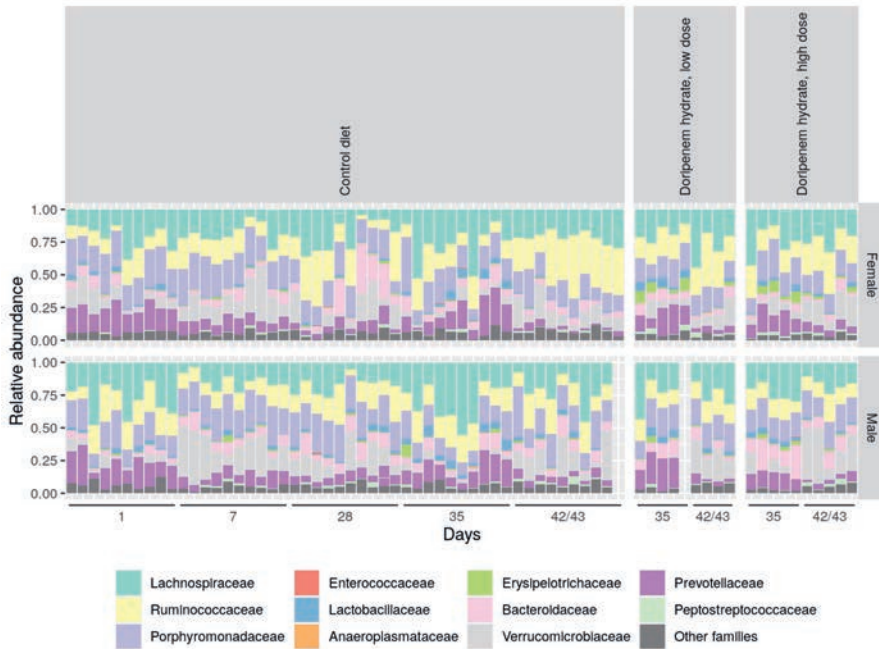 Control diet
Doripenem hydrate, low dose
Doripenem hydrate, high dose
Relative abundance
1.00
0.75
0.50
0.25
0.00
Female
1.00
0.75
0.50
0.25
0.00
Male
1 7 28 35 42/43 35 42/43 35 42/43
Days
Lachnospiraceae Enterococcaceae Erysipelotrichaceae Prevotellaceae
Ruminococcaceae Lactobacillaceae Bacteroidaceae Peptostreptococcaceae
Porphyromonadaceae Anaeroplasmataceae Verrucomicrobiaceae Other families